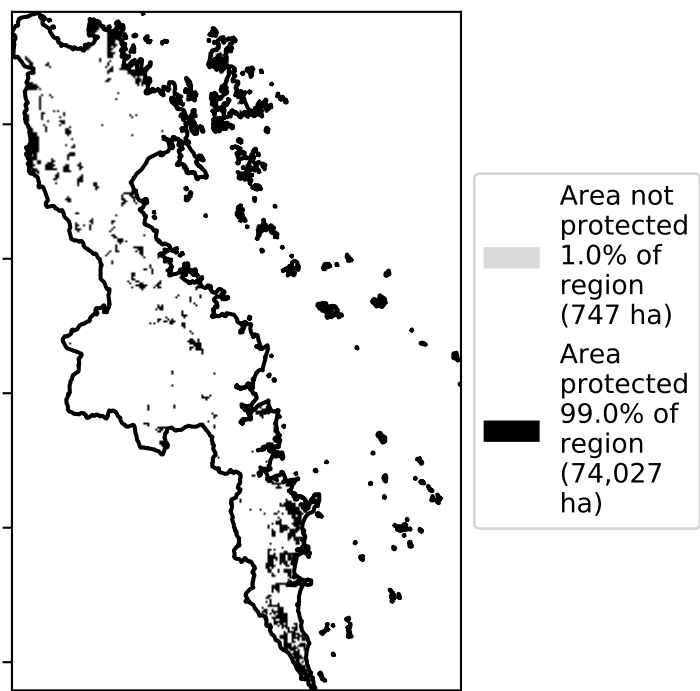 Area not
protected
1.0% of
region
(747 ha)
Area
protected
99.0% of
region
(74,027
ha)